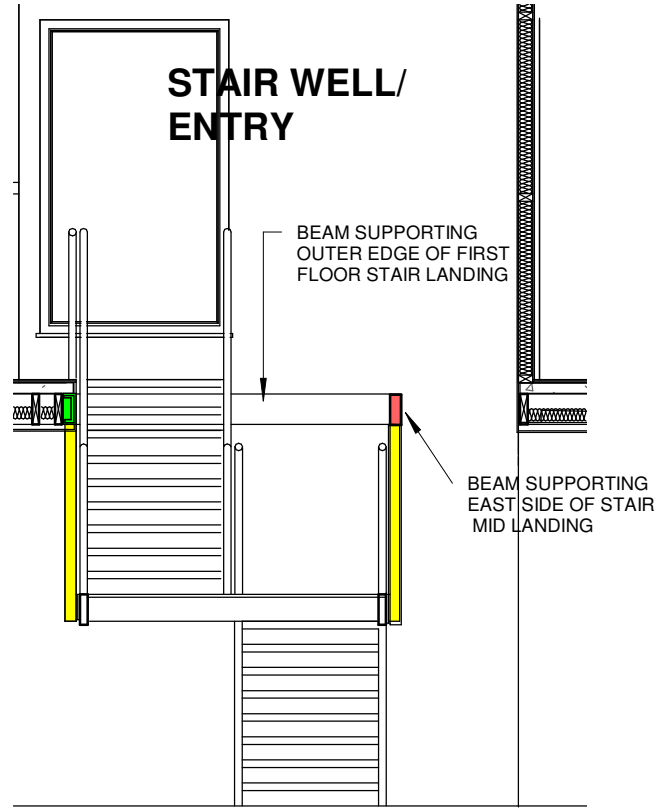 STAIR WELL/
ENTRY
BEAM SUPPORTING
OUTER EDGE OF FIRST
FLOOR STAIR LANDING
BEAM SUPPORTING
EAST SIDE OF STAIR
MID LANDING